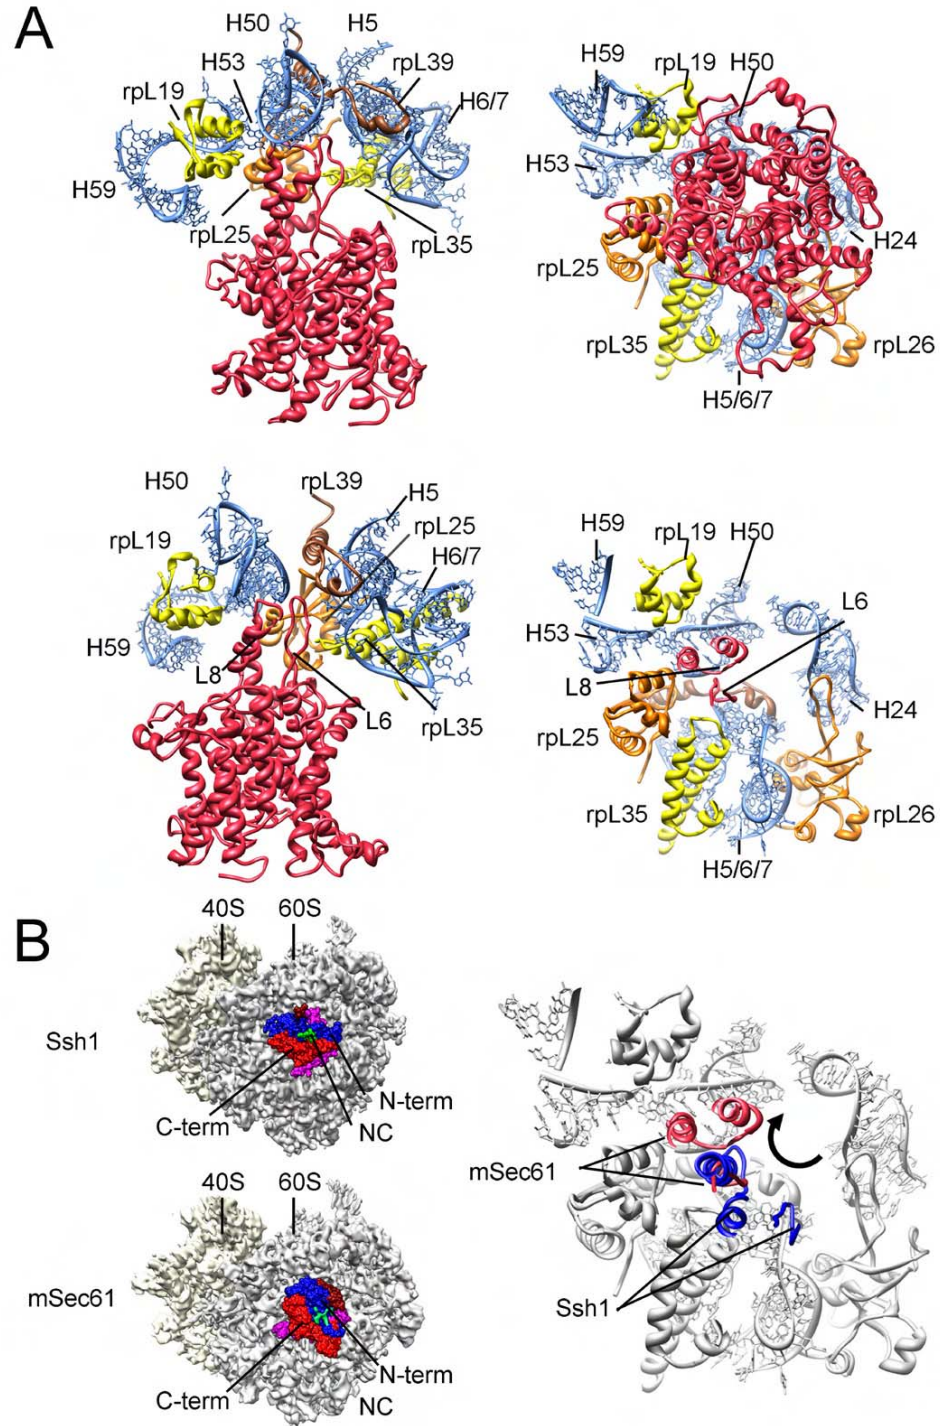 A
H50
H5
H53
rpL39
rpL19
H6/7
H59
rpL25
rpL35
H59
rpL19
H50
H53
rpL25
H24
rpL35
rpL26
H5/6/7
H50
rpL39
H5
rpL19
rpL25
H6/7
H59
L8
L6
rpL35
H59
rpL19
H50
L6
H53
L8
rpL25
H24
rpL35
rpL26
H5/6/7
B
40S
60S
Ssh1
N-term
C-term
NC
40S
60S
mSec61
N-term
C-term
NC
mSec61
Ssh1